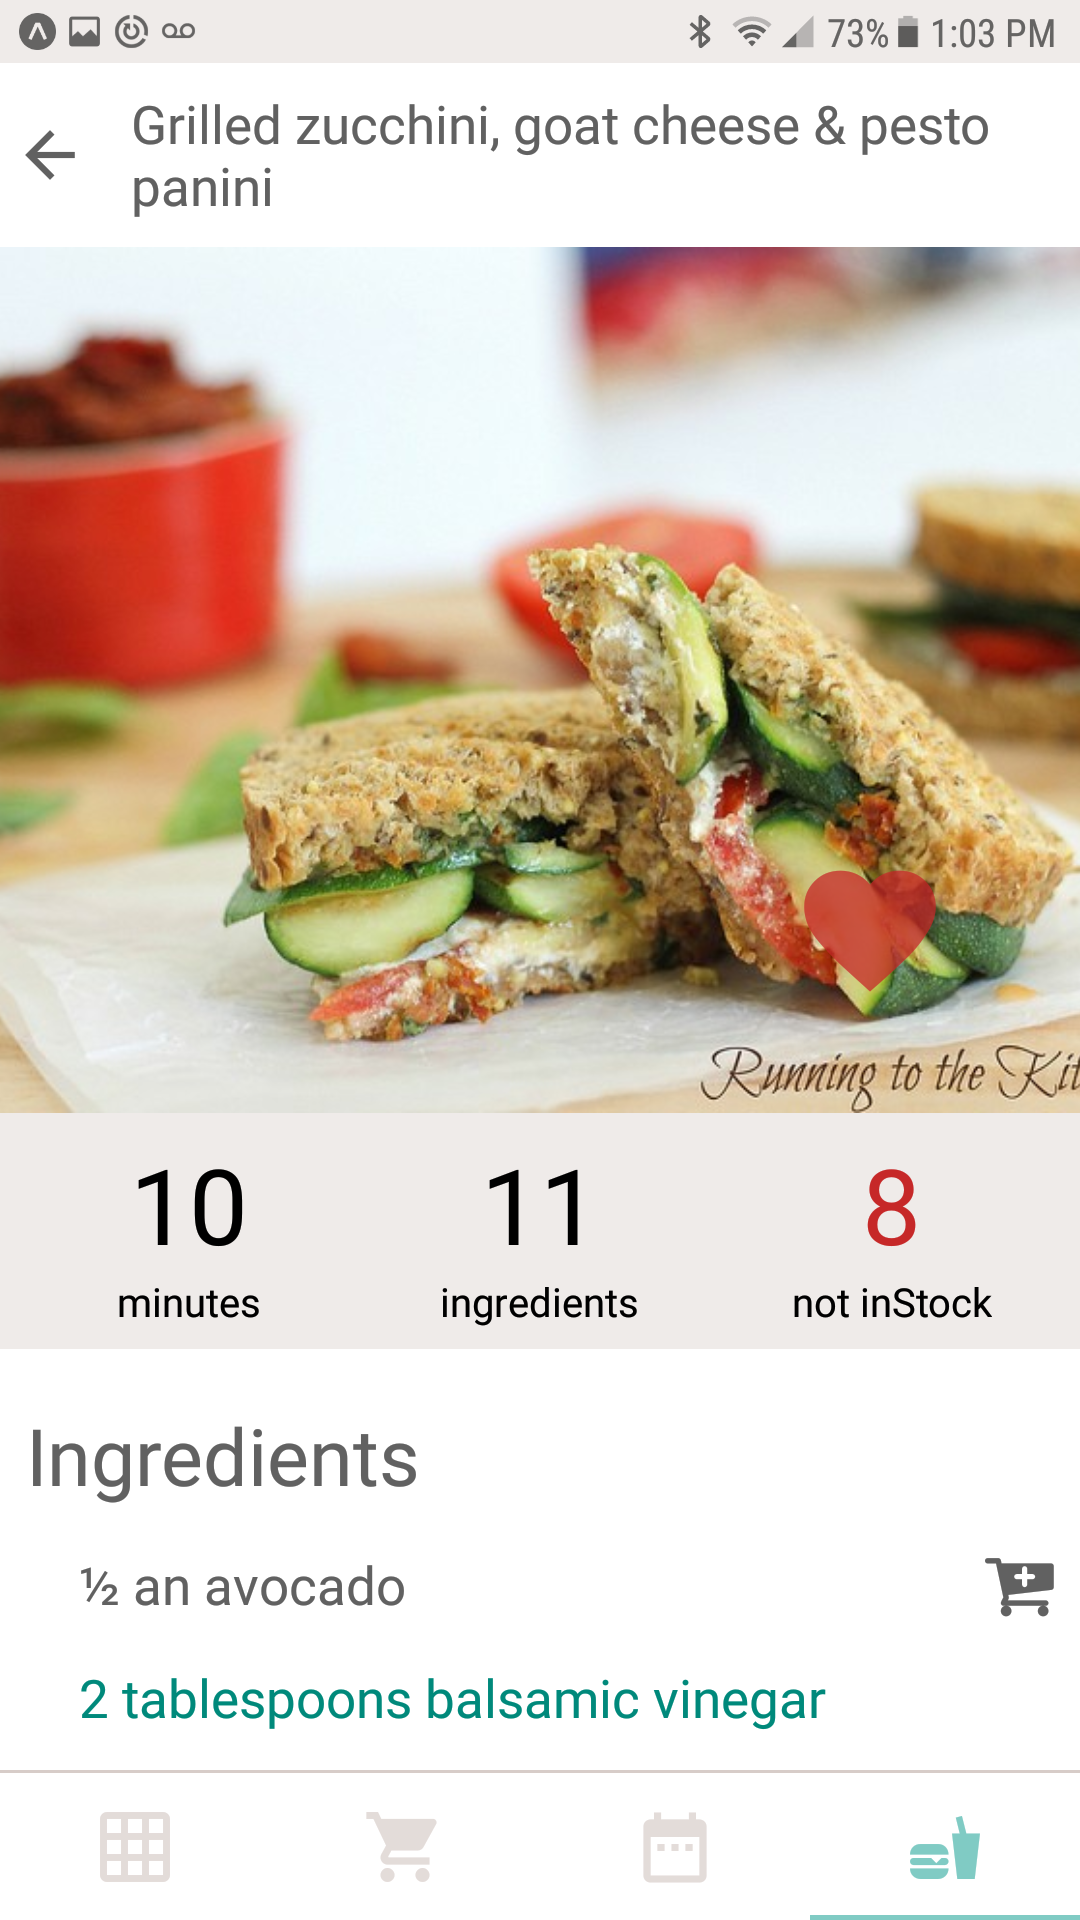 73% 1:03 PM
Grilled zucchini, goat cheese & pesto
panini
Running to the Kit
10
11
8
minutes
ingredients
not inStock
Ingredients
½ an avocado
2 tablespoons balsamic vinegar